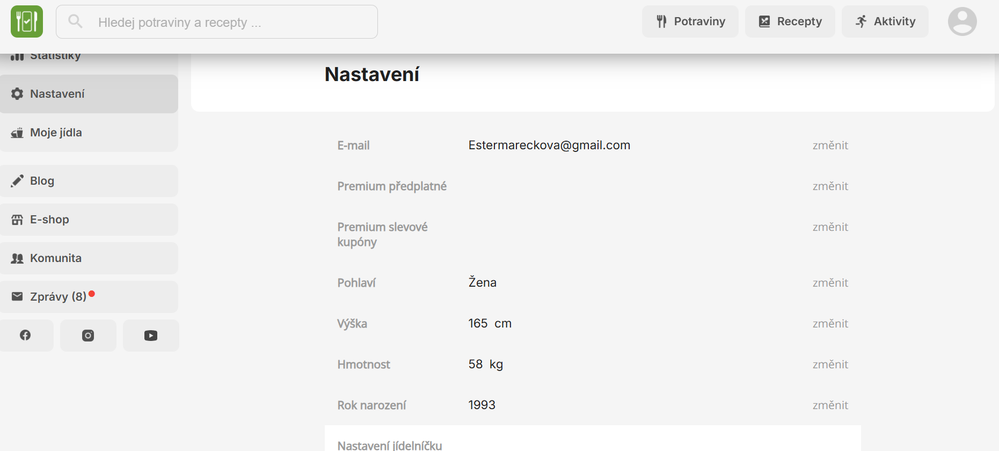 Hledej potraviny a recepty ...
Potraviny
Recepty
Aktivity
Statistiky
Nastavení
Moje jídla
Blog
E-shop
Komunita
Zprávy (8)
Nastavení
E-mail Estermareckova@gmail.com změnit
Premium předplatné změnit
Premium slevové změnit
kupóny
Pohlaví Žena změnit
Výška 165 cm změnit
Hmotnost 58 kg změnit
Rok narození 1993 změnit
Nastavení jídelníčku